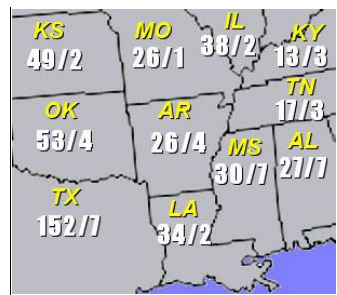 KS
49/2
MO
26/1
IL
38/2
KY
13/3
TN
17/3
OK
53/4
AR
26/4
MS
30/7
AL
27/7
TX
152/7
LA
34/2